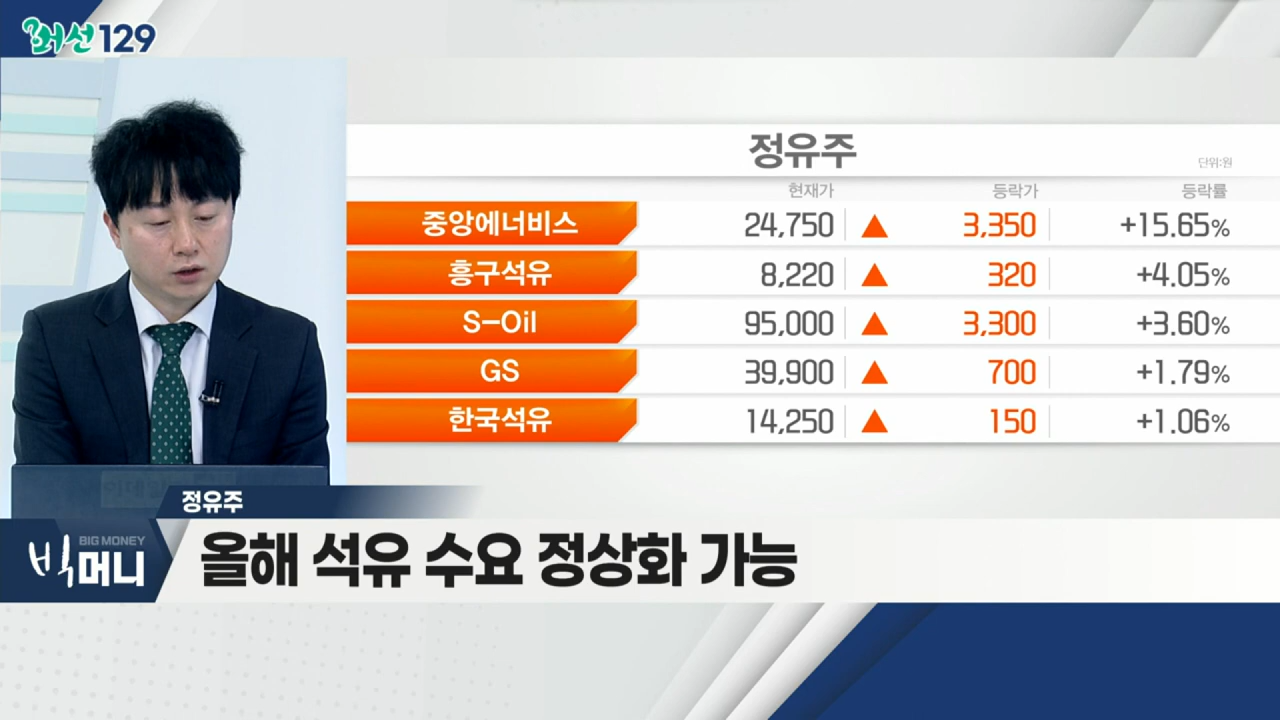 머선129
정유주
단위:원
현재가 등락가 등락률
중앙에너비스 24,750 ▲ 3,350 +15.65%
흥구석유 8,220 ▲ 320 +4.05%
S-Oil 95,000 ▲ 3,300 +3.60%
GS 39,900 ▲ 700 +1.79%
한국석유 14,250 ▲ 150 +1.06%
정유주
BIG MONEY
빅머니
올해 석유 수요 정상화 가능